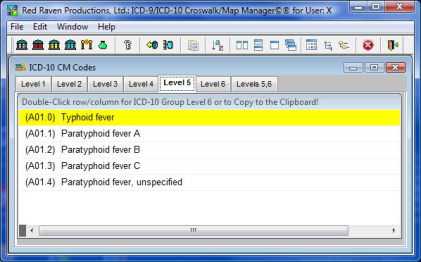 Red Raven Productions, Ltd.: ICD-9/ICD-10 Croswalk/Map Manager©® for User: X
File Edit Window Help
ICD-10 CM Codes
Level 1 Level 2 Level 3 Level 4 Level 5 Level 6 Levels 5,6
Double-Click row/column for ICD-10 Group Level 6 or to Copy to the Clipboard!
(A01.0) Typhoid fever
(A01.1) Paratyphoid fever A
(A01.2) Paratyphoid fever B
(A01.3) Paratyphoid fever C
(A01.4) Paratyphoid fever, unspecified